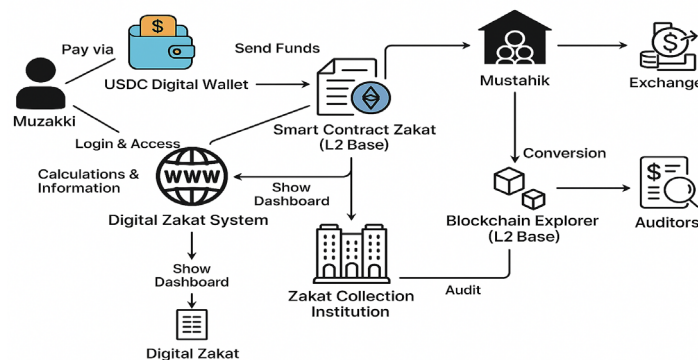 Pay via
Send Funds
USDC Digital Wallet
Muzakki
Login & Access
Calculations &
Information
WWW
Digital Zakat System
Show
Dashboard
Digital Zakat
Smart Contract Zakat
(L2 Base)
Show
Dashboard
Zakat Collection
Institution
Audit
Mustahik
Exchange
Conversion
Blockchain Explorer
(L2 Base)
Auditors
$
$
$